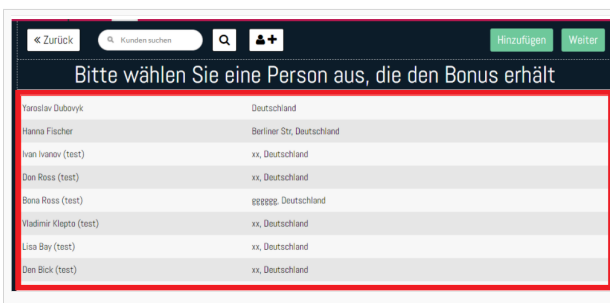 « Zurück Kunden suchen Hinzufügen Weiter
Bitte wählen Sie eine Person aus, die den Bonus erhält
Yaroslav Dubovyk Deutschland
Hanna Fischer Berliner Str, Deutschland
Ivan Ivanov (test) xx, Deutschland
Don Ross (test) xx, Deutschland
Bona Ross (test) gggggg, Deutschland
Vladimir Klepto (test) xx, Deutschland
Lisa Bay (test) xx, Deutschland
Den Bick (test) xx, Deutschland